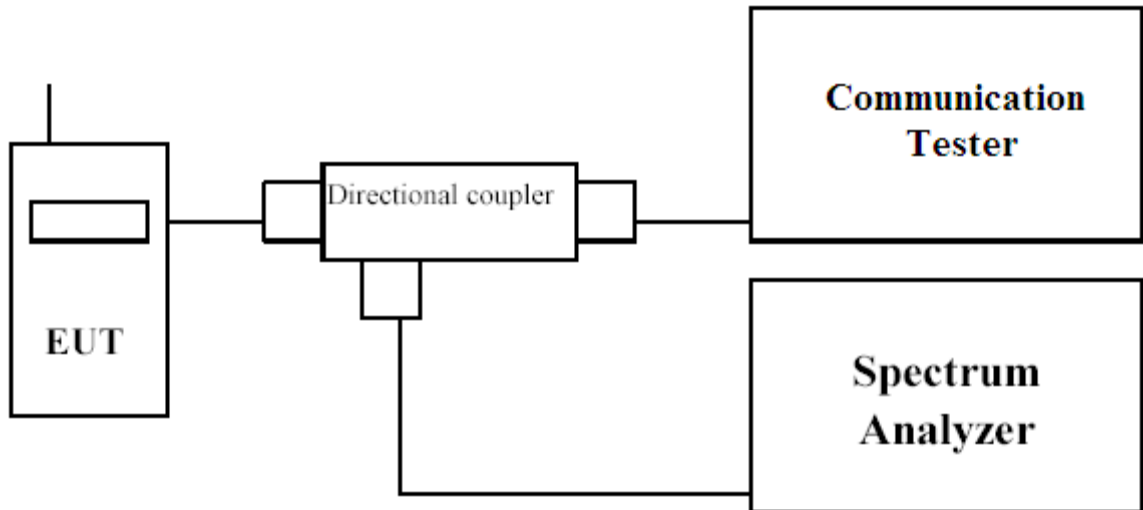 Communication
Tester
Directional coupler
EUT
Spectrum
Analyzer